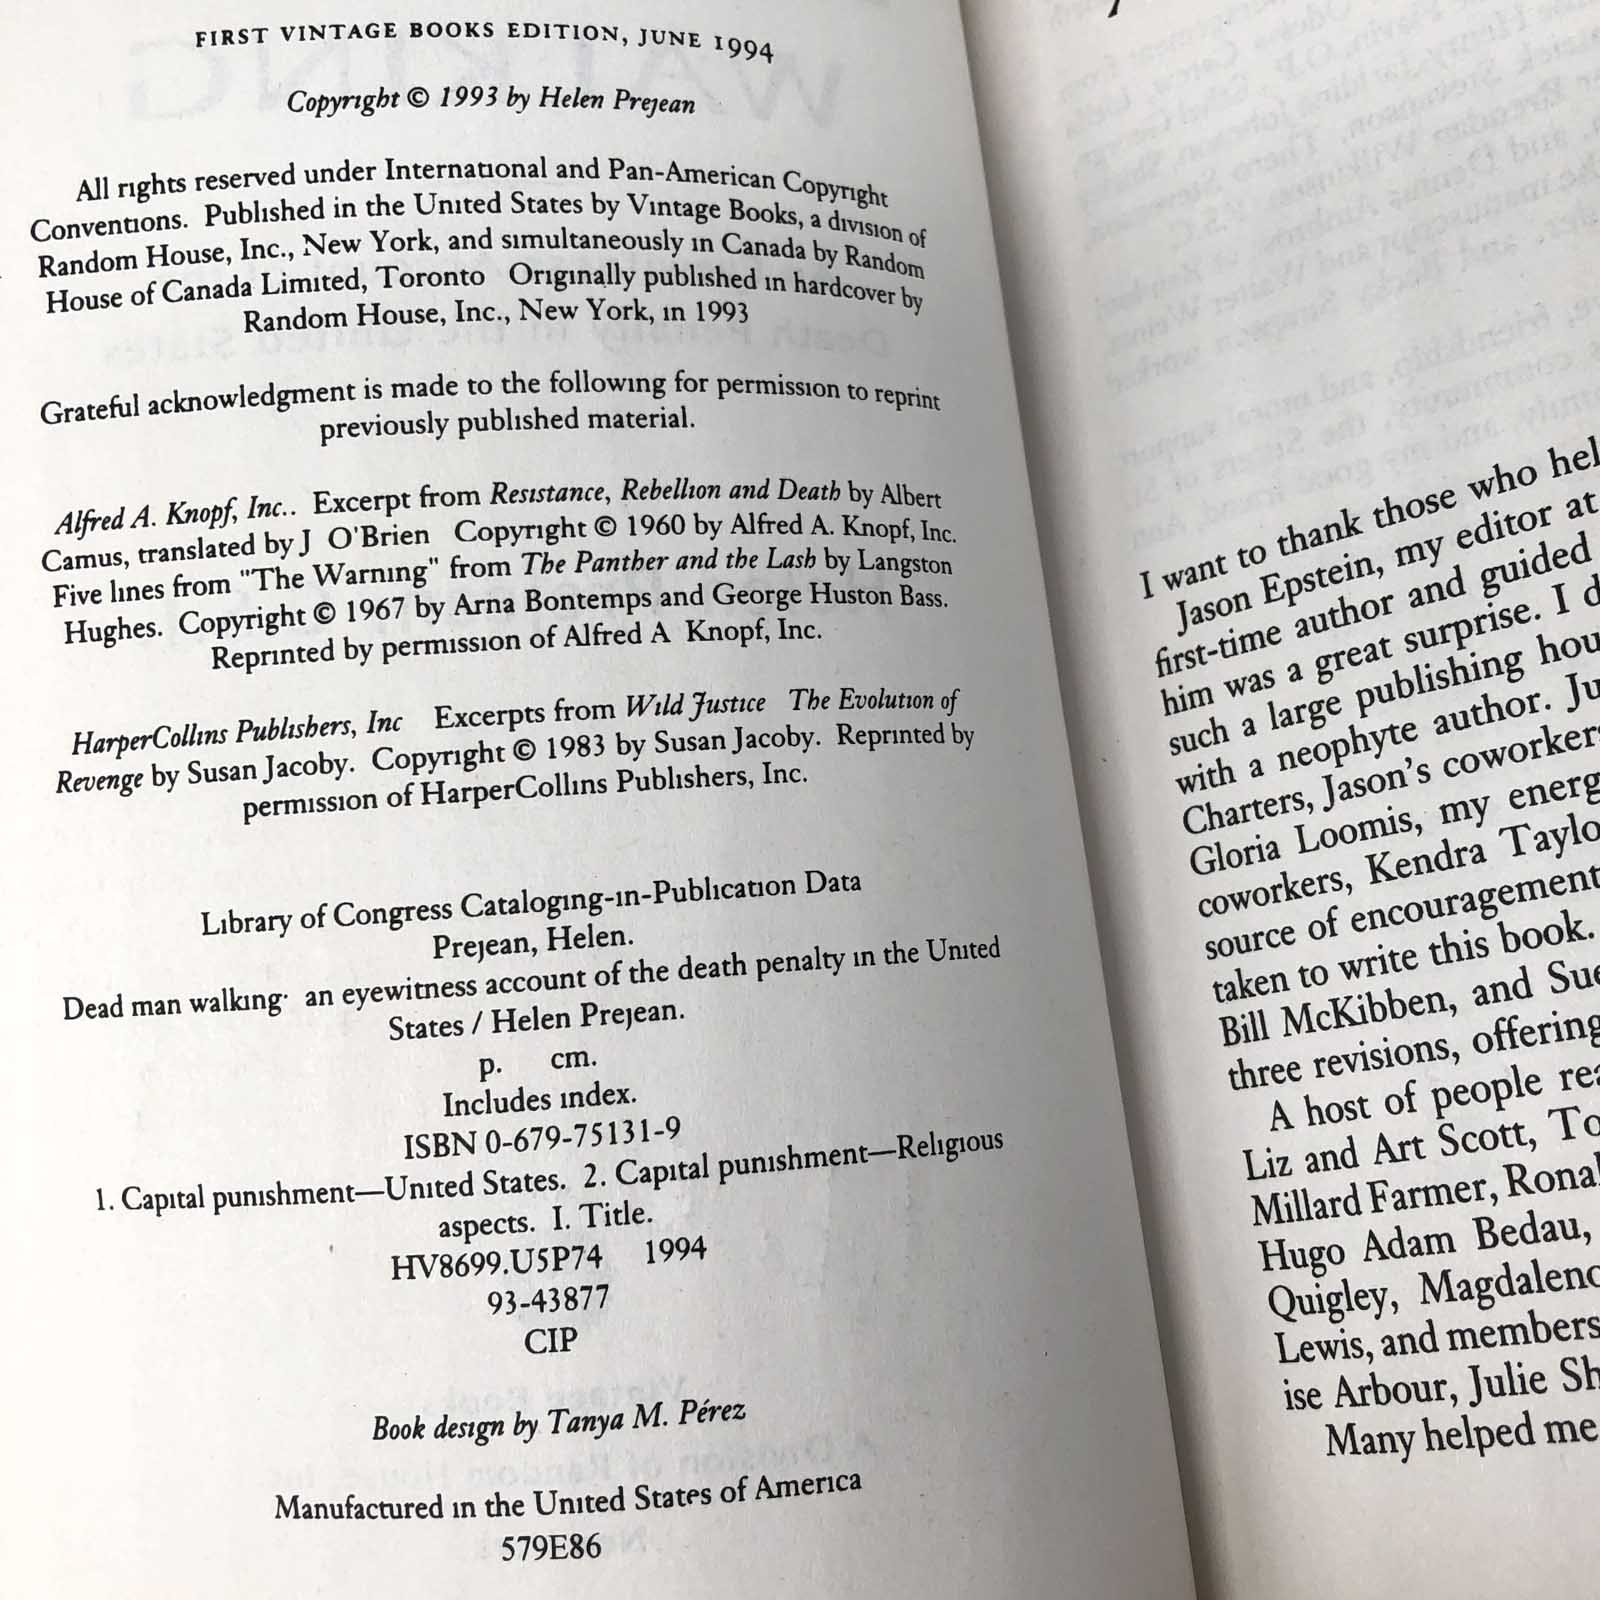 FIRST VINTAGE BOOKS EDITION, JUNE 1994
Copyright © 1993 by Helen Prejean
All rights reserved under International and Pan-American Copyright
Conventions. Published in the United States by Vintage Books, a division of
Random House, Inc., New York, and simultaneously in Canada by Random
House of Canada Limited, Toronto Originally published in hardcover by
Random House, Inc., New York, in 1993
Grateful acknowledgment is made to the following for permission to reprint
previously published material.
Alfred A. Knopf, Inc.. Excerpt from Resistance, Rebellion and Death by Albert
Camus, translated by J O'Brien Copyright © 1960 by Alfred A. Knopf, Inc.
Five lines from "The Warning" from The Panther and the Lash by Langston
Hughes. Copyright © 1967 by Arna Bontemps and George Huston Bass.
Reprinted by permission of Alfred A Knopf, Inc.
HarperCollins Publishers, Inc Excerpts from Wild Justice The Evolution of
Revenge by Susan Jacoby. Copyright © 1983 by Susan Jacoby. Reprinted by
permission of HarperCollins Publishers, Inc.
Library of Congress Cataloging-in-Publication Data
Prejean, Helen.
Dead man walking· an eyewitness account of the death penalty in the United
States / Helen Prejean.
p. cm.
Includes index.
ISBN 0-679-75131-9
1. Capital punishment—United States. 2. Capital punishment—Religious
aspects. I. Title.
HV8699.U5P74 1994
93-43877
CIP
Book design by Tanya M. Pérez
Manufactured in the United States of America
579E86
I want to thank those who hel
Jason Epstein, my editor at
first-time author and guided
him was a great surprise. I d
such a large publishing hou
with a neophyte author. Ju
Charters, Jason's coworkers
Gloria Loomis, my energ
coworkers, Kendra Taylo
source of encouragement
taken to write this book.
Bill McKibben, and Sue
three revisions, offering
A host of people rea
Liz and Art Scott, To
Millard Farmer, Ronal
Hugo Adam Bedau,
Quigley, Magdaleno
Lewis, and members
ise Arbour, Julie Sh
Many helped me